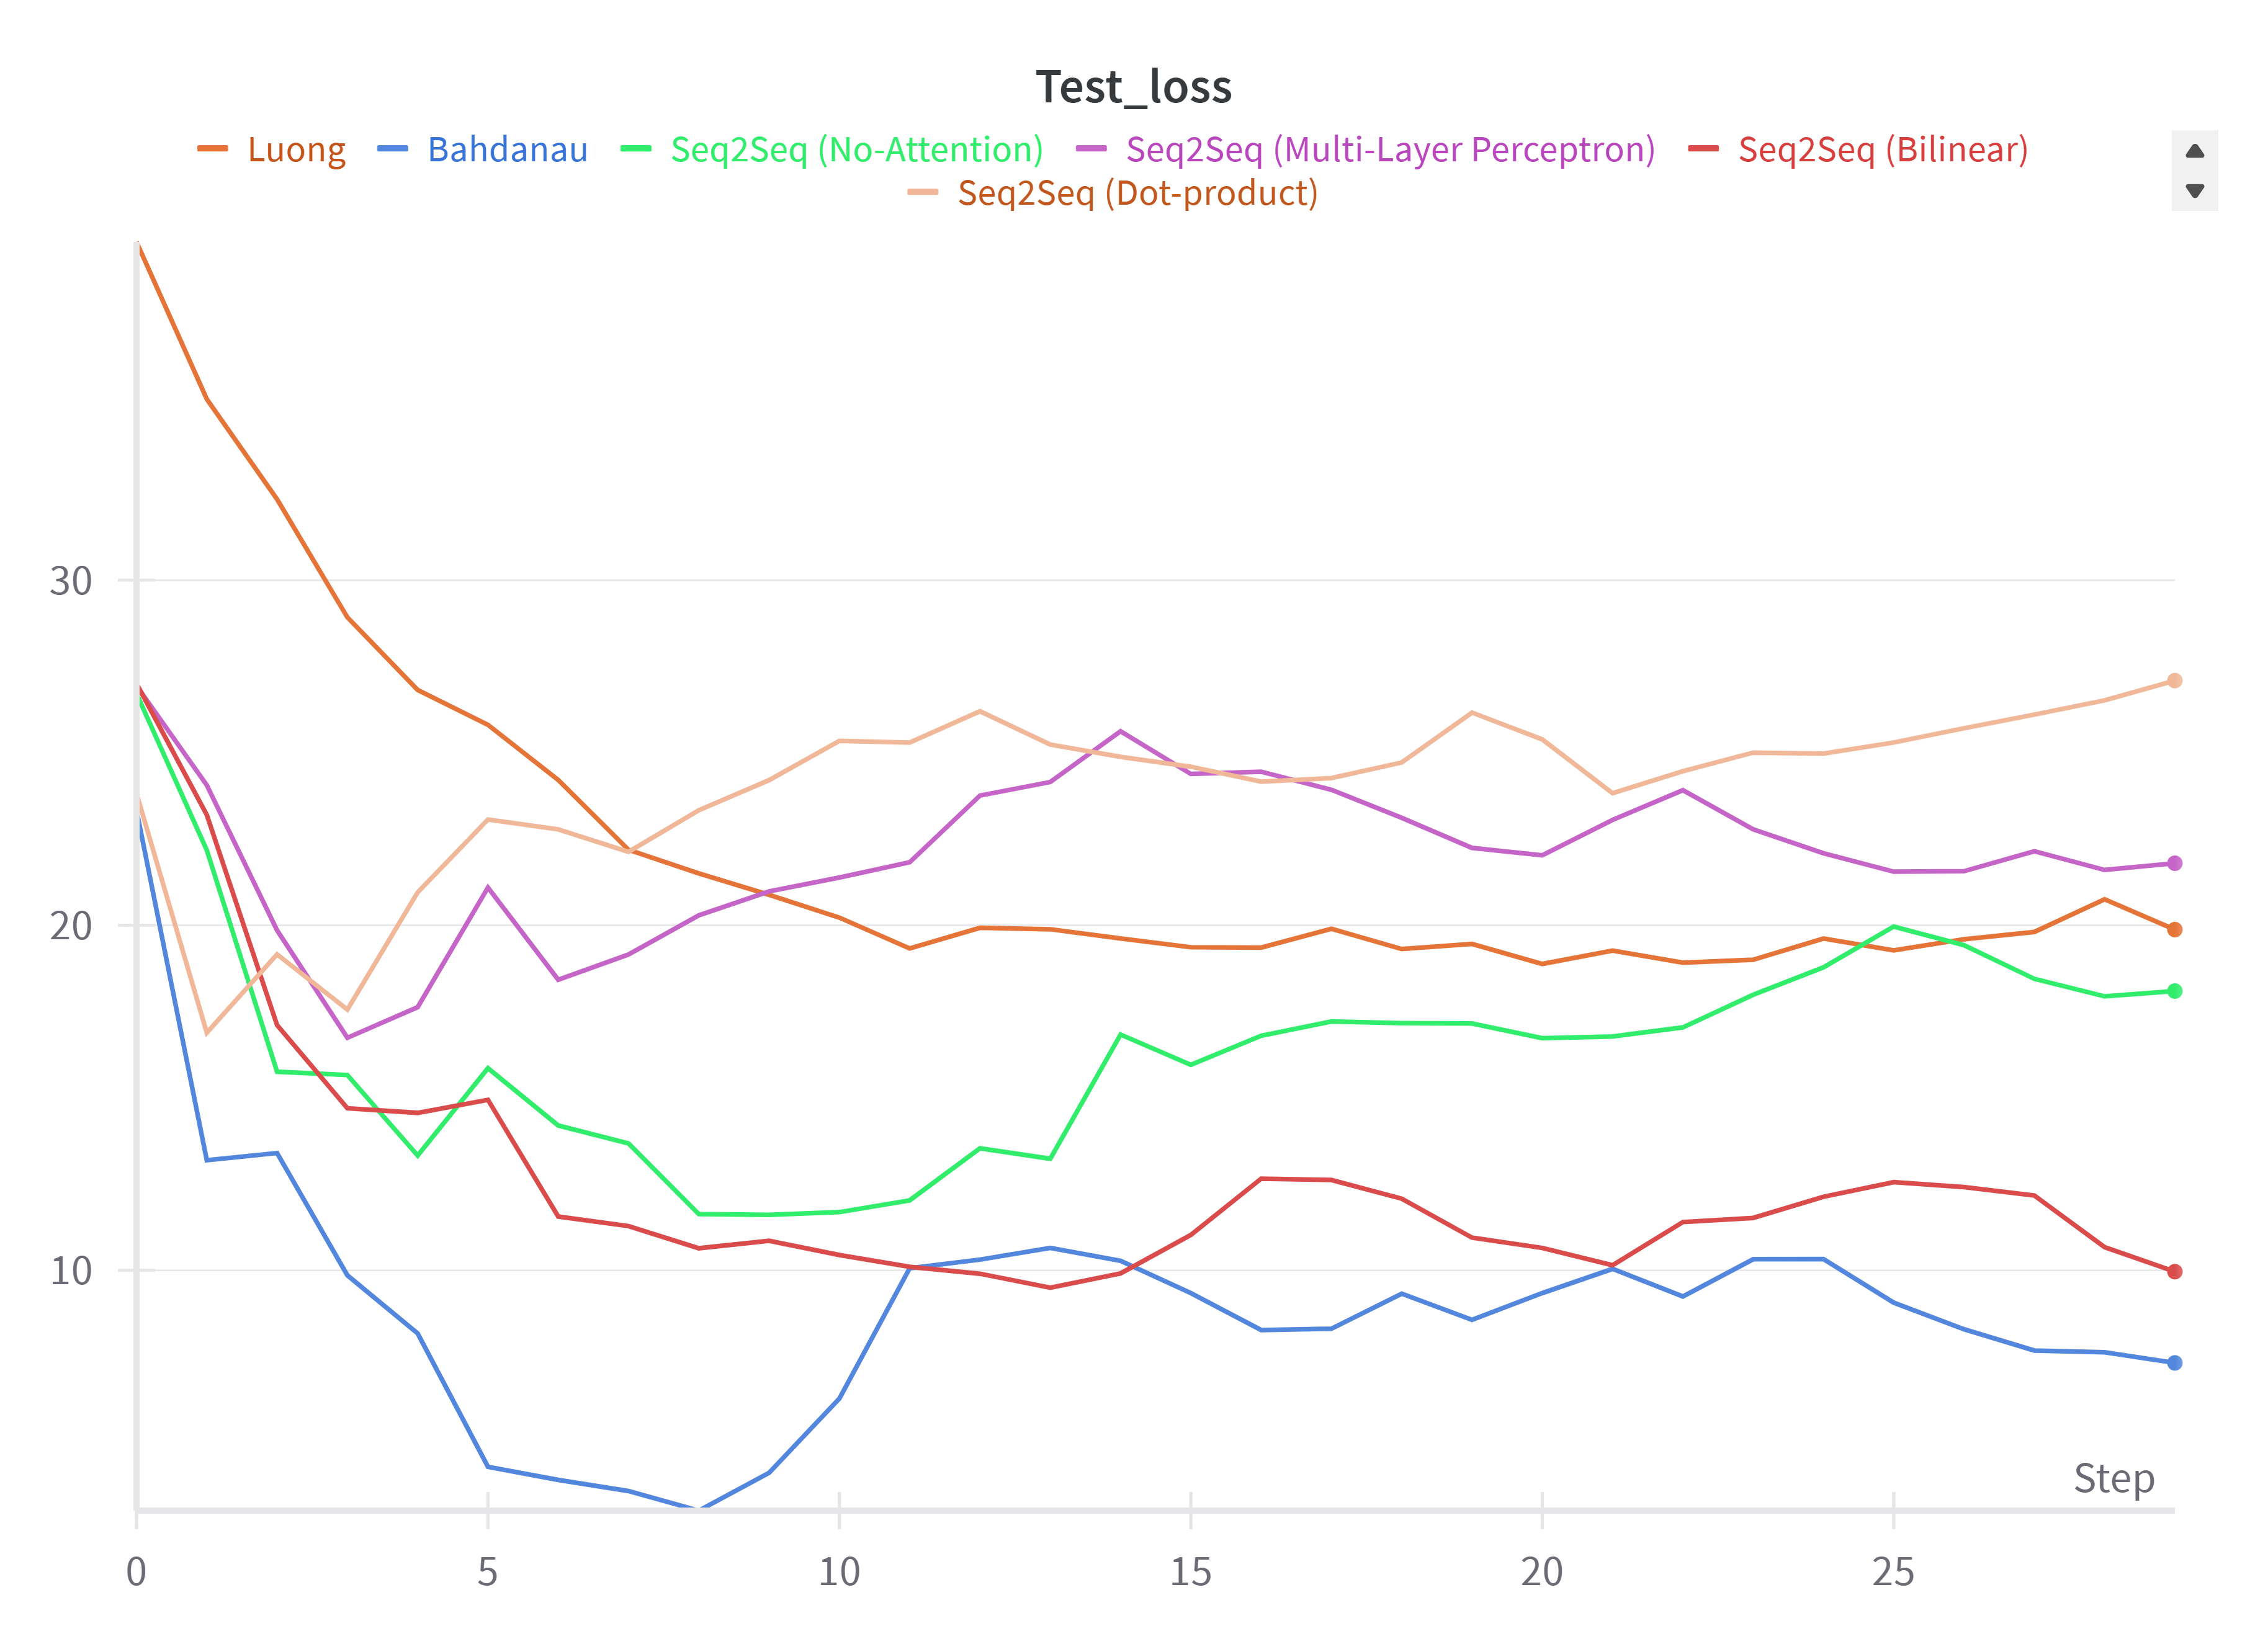 Test_loss
Luong Bahdanau Seq2Seq (No-Attention) Seq2Seq (Multi-Layer Perceptron) Seq2Seq (Bilinear)
Seq2Seq (Dot-product)
30
20
10
Step
0 5 10 15 20 25